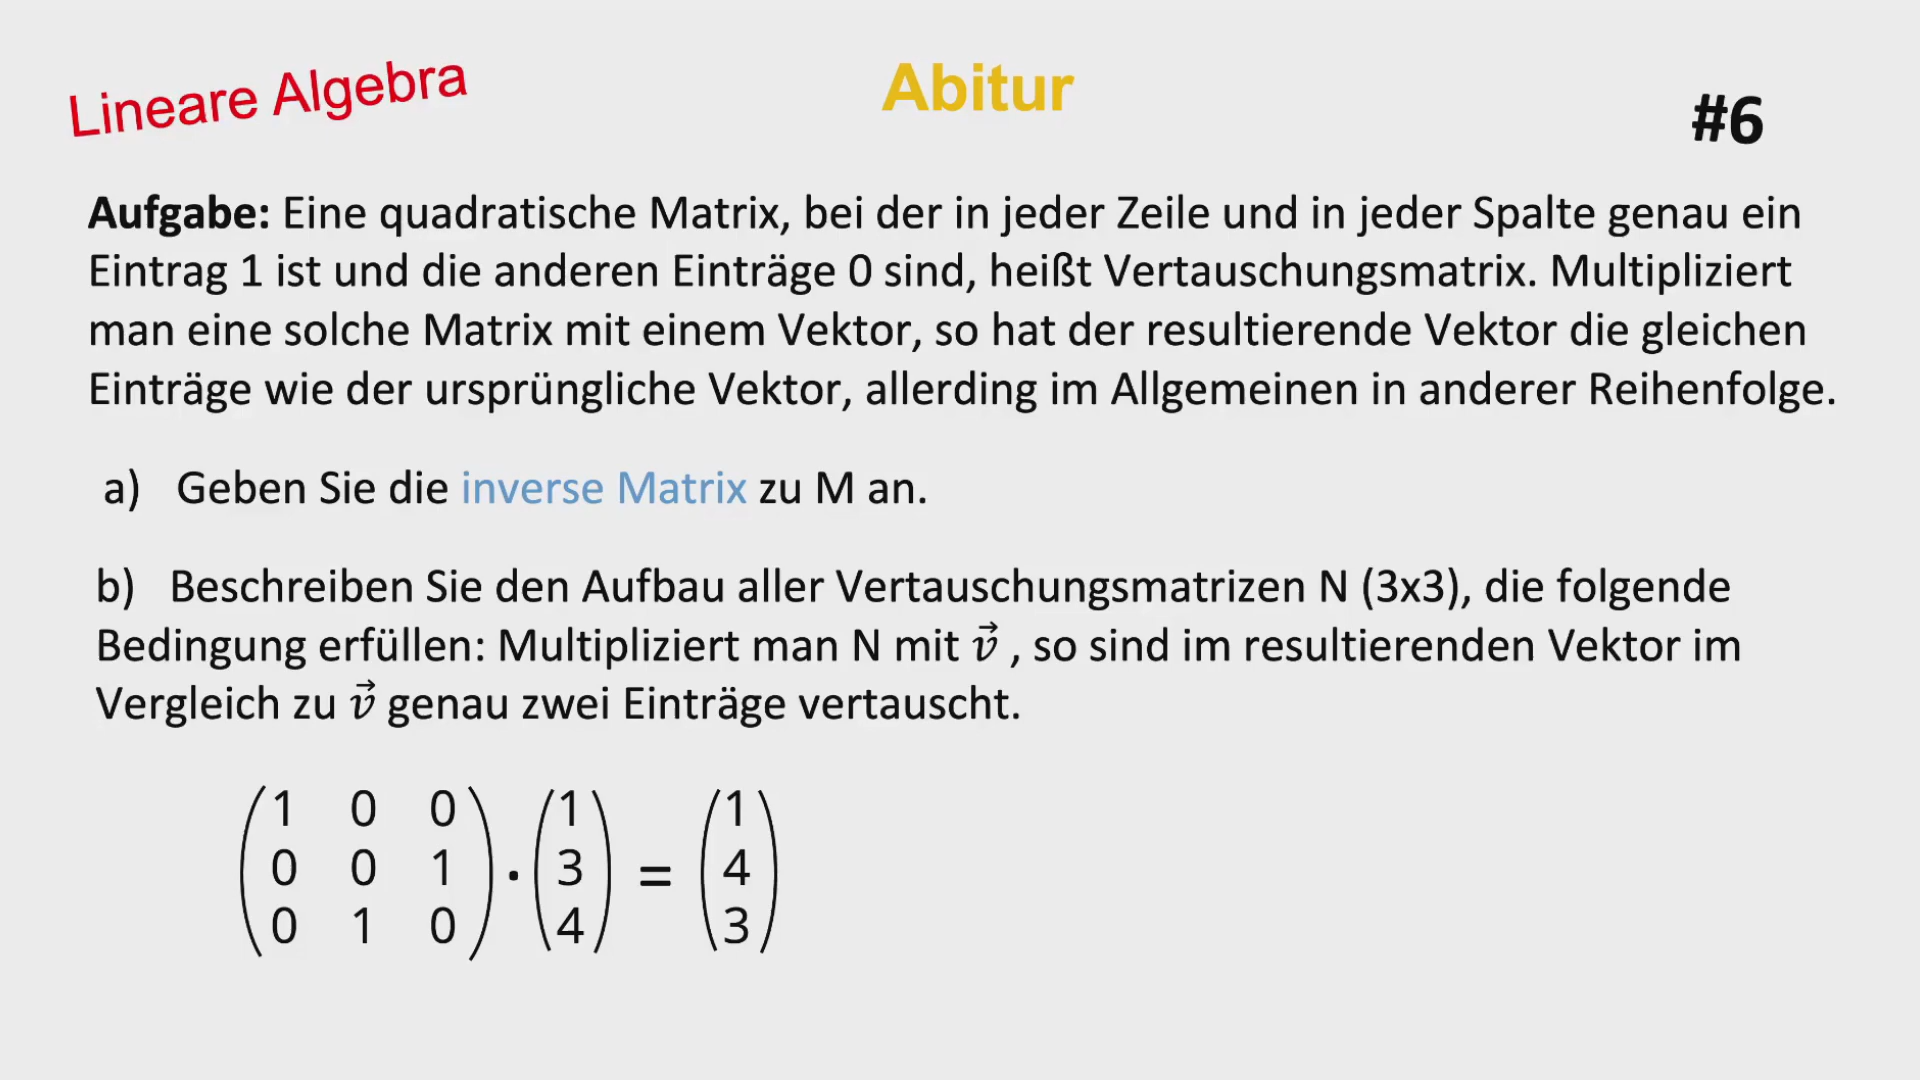 Lineare Algebra
Abitur
#6
Aufgabe: Eine quadratische Matrix, bei der in jeder Zeile und in jeder Spalte genau ein
Eintrag 1 ist und die anderen Einträge 0 sind, heißt Vertauschungsmatrix. Multipliziert
man eine solche Matrix mit einem Vektor, so hat der resultierende Vektor die gleichen
Einträge wie der ursprüngliche Vektor, allerding im Allgemeinen in anderer Reihenfolge.
a) Geben Sie die inverse Matrix zu M an.
b) Beschreiben Sie den Aufbau aller Vertauschungsmatrizen N (3x3), die folgende
Bedingung erfüllen: Multipliziert man N mit v⃗ , so sind im resultierenden Vektor im
Vergleich zu v⃗ genau zwei Einträge vertauscht.
1 0 0 1 1
0 0 1 · 3 = 4
0 1 0 4 3